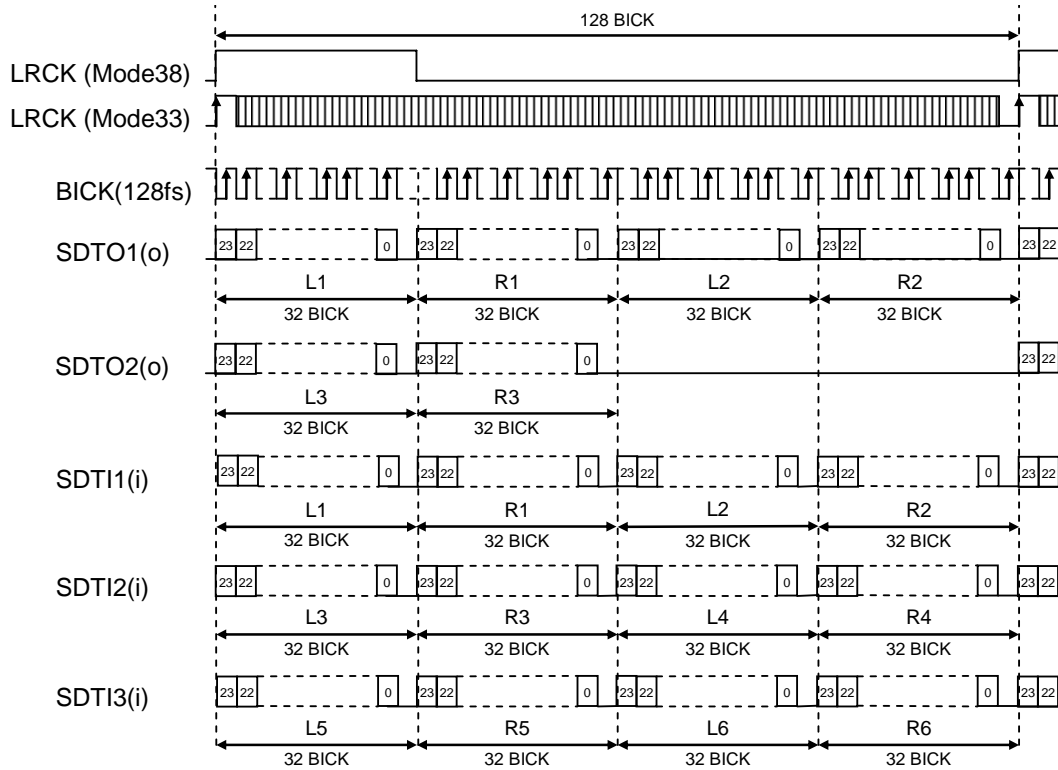 128 BICK
LRCK (Mode38)
LRCK (Mode33)
BICK(128fs)
SDTO1(o) 23 22 0 23 22 0 23 22 0 23 22 0 23 22
L1 R1 L2 R2
32 BICK 32 BICK 32 BICK 32 BICK
SDTO2(o) 23 22 0 23 22 0 23 22
L3 R3
32 BICK 32 BICK
SDTI1(i) 23 22 0 23 22 0 23 22 0 23 22 0 23 22
L1 R1 L2 R2
32 BICK 32 BICK 32 BICK 32 BICK
SDTI2(i) 23 22 0 23 22 0 23 22 0 23 22 0 23 22
L3 R3 L4 R4
32 BICK 32 BICK 32 BICK 32 BICK
SDTI3(i) 23 22 0 23 22 0 23 22 0 23 22 0 23 22
L5 R5 L6 R6
32 BICK 32 BICK 32 BICK 32 BICK